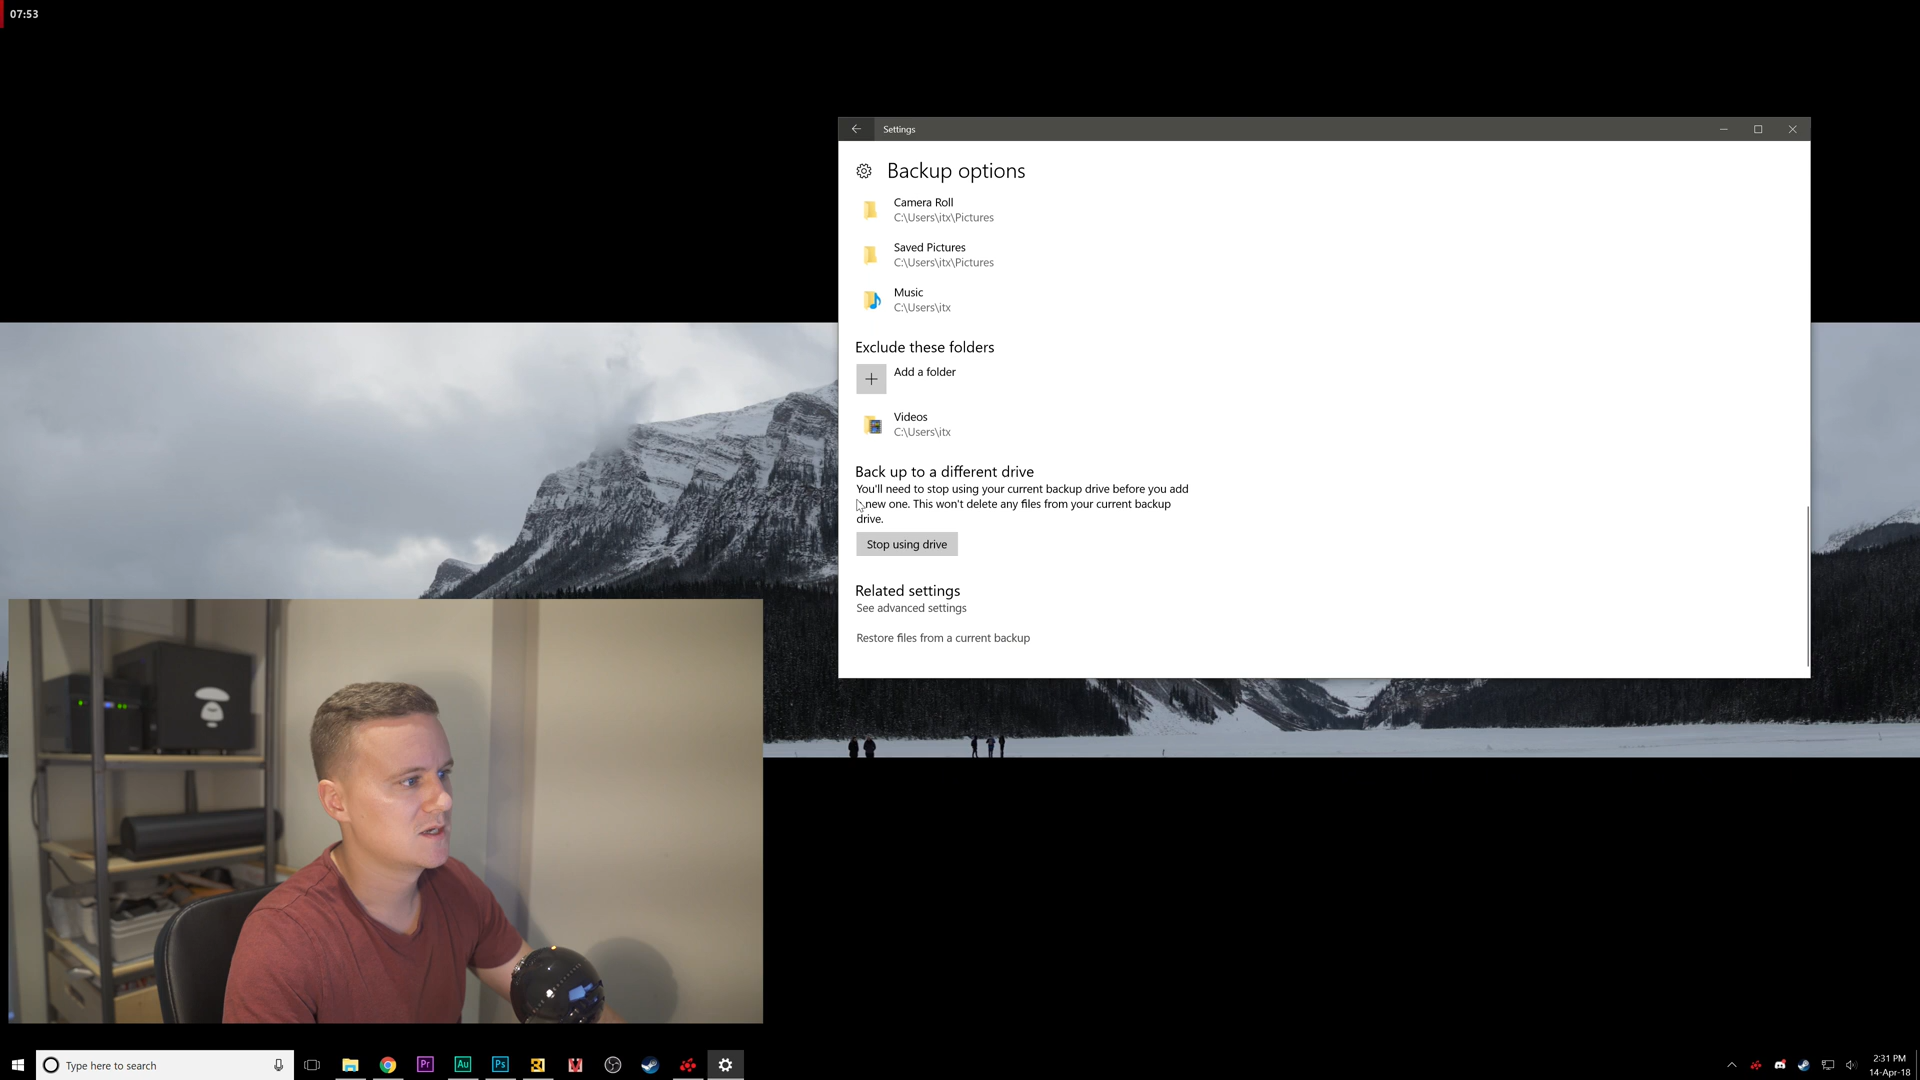 07:53
Settings
Backup options
Camera Roll
C:\Users\itx\Pictures
Saved Pictures
C:\Users\itx\Pictures
Music
C:\Users\itx
Exclude these folders
Add a folder
Videos
C:\Users\itx
Back up to a different drive
You'll need to stop using your current backup drive before you add
new one. This won't delete any files from your current backup
drive.
Stop using drive
Related settings
See advanced settings
Restore files from a current backup
Type here to search
Pr
Au
Ps
2:31 PM
14-Apr-18